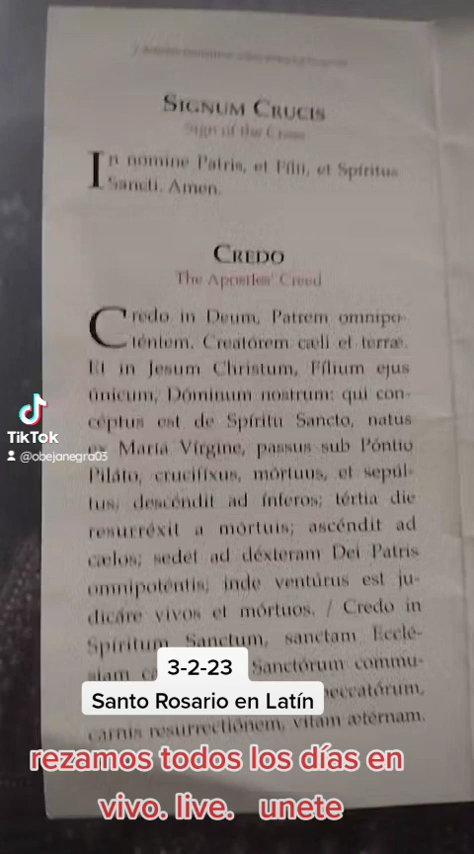 SIGNUM CRUCIS
Sign of the Cross
In nomine Patris, et Fílii, et Spíritus
Sancti. Amen.
CREDO
The Apostles' Creed
Credo in Deum, Patrem omnipo-
téntem, Creatórem cæli et terræ.
Et in Jesum Christum, Fílium ejus
únicum, Dóminum nostrum: qui con-
céptus est de Spíritu Sancto, natus
ex María Vírgine, passus sub Póntio
Piláto, crucifíxus, mórtuus, et sepúl-
tus; descéndit ad ínferos; tértia die
resurréxit a mórtuis; ascéndit ad
cælos; sedet ad déxteram Dei Patris
omnipoténtis; inde ventúrus est ju-
dicáre vivos et mórtuos. / Credo in
Spíritum Sanctum, sanctam Ecclé-
siam Sanctórum commu-
peccatórum,
carnis resurrectiónem, vitam ætérnam.
TikTok
@obejanegra03
3-2-23
Santo Rosario en Latín
rezamos todos los días en
vivo. live. unete